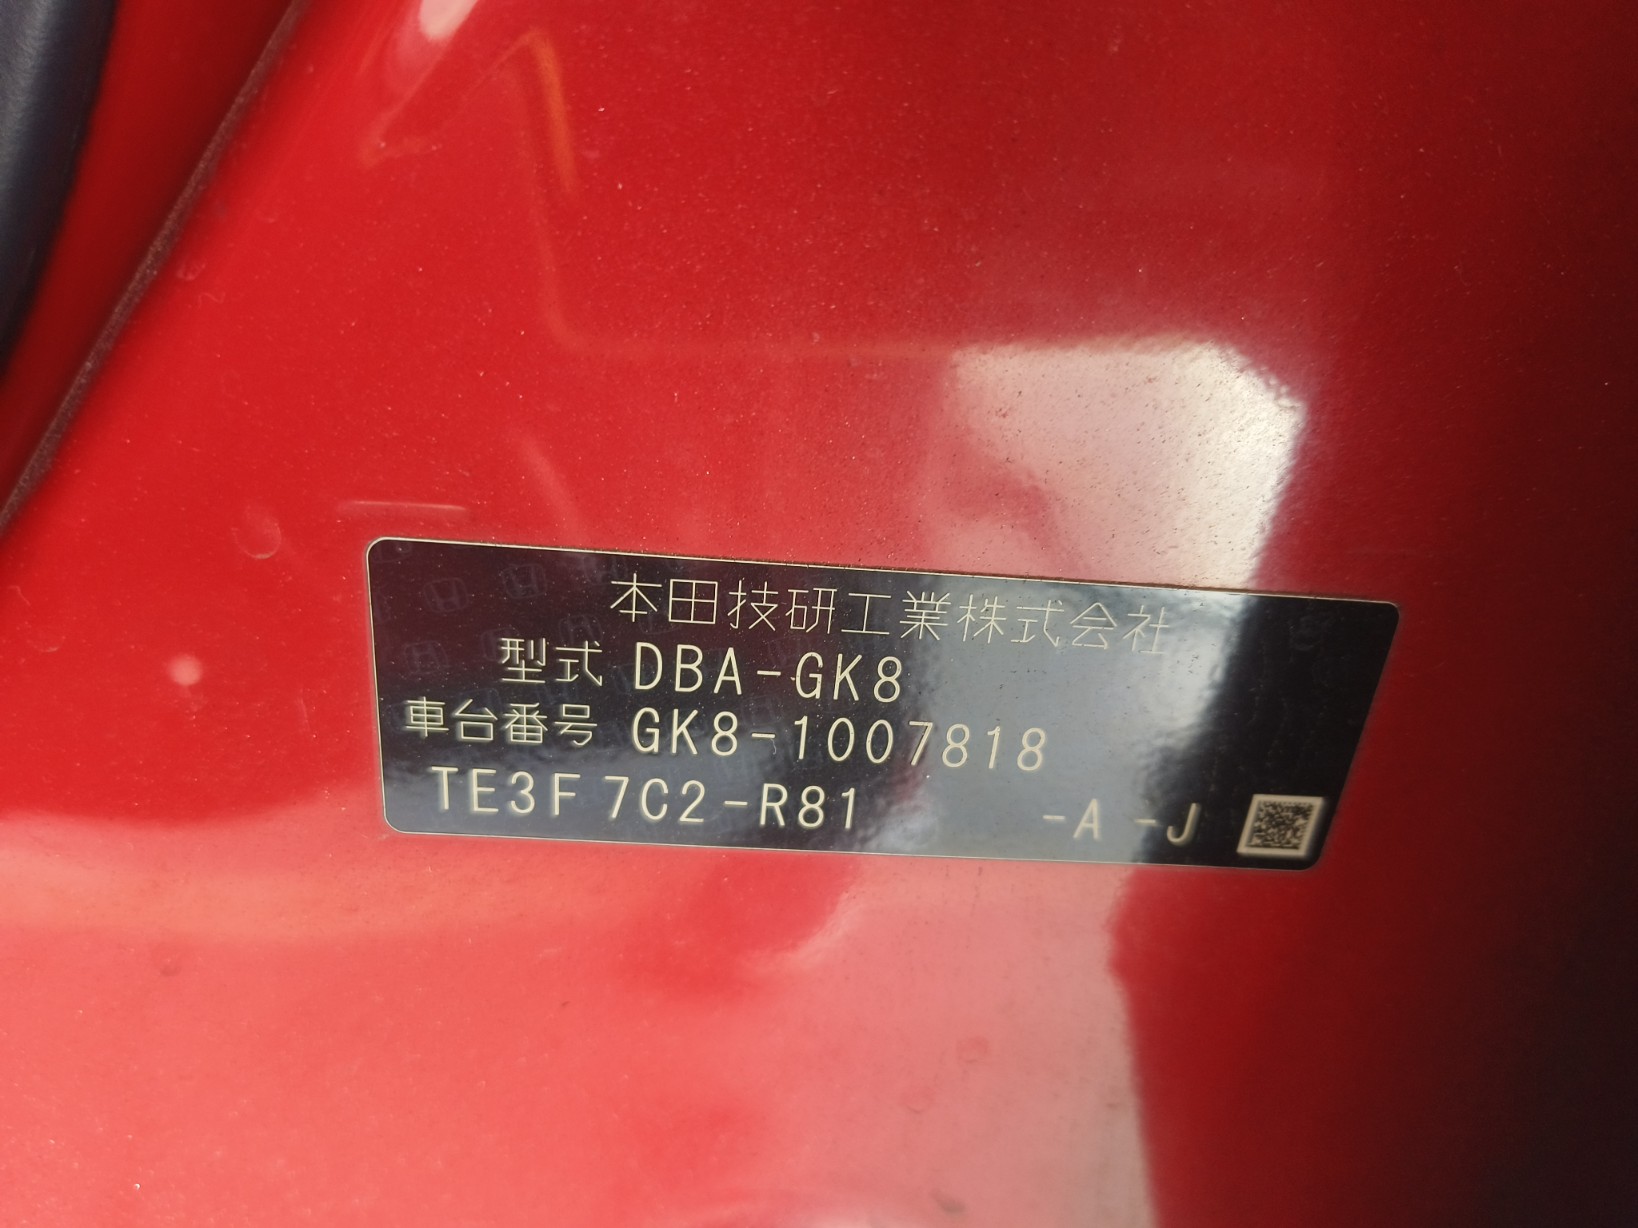 本田技研工業株式会社
型式 DBA-GK8
車台番号 GK8-1007818
TE3F 7C2-R81 -A -J